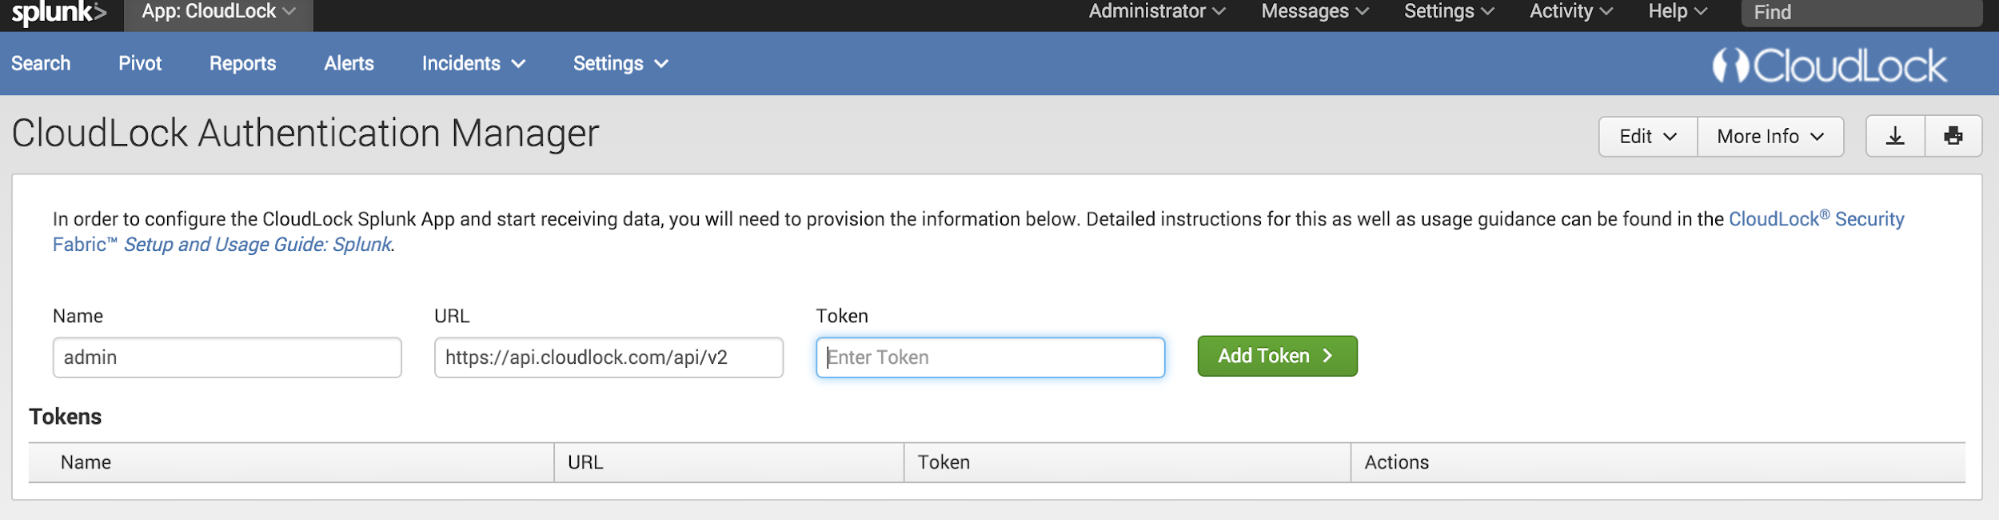 splunk> App: CloudLock Administrator Messages Settings Activity Help Find
Search Pivot Reports Alerts Incidents Settings CloudLock
CloudLock Authentication Manager Edit More Info
In order to configure the CloudLock Splunk App and start receiving data, you will need to provision the information below. Detailed instructions for this as well as usage guidance can be found in the CloudLock® Security
Fabric™ Setup and Usage Guide: Splunk.
Name URL Token
admin https://api.cloudlock.com/api/v2 Enter Token Add Token
Tokens
Name URL Token Actions